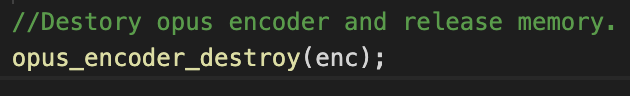 //Destory opus encoder and release memory.
opus_encoder_destroy(enc);